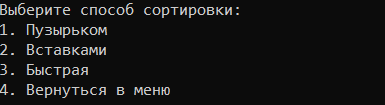 Выберите способ сортировки:
1. Пузырьком
2. Вставками
3. Быстрая
4. Вернуться в меню